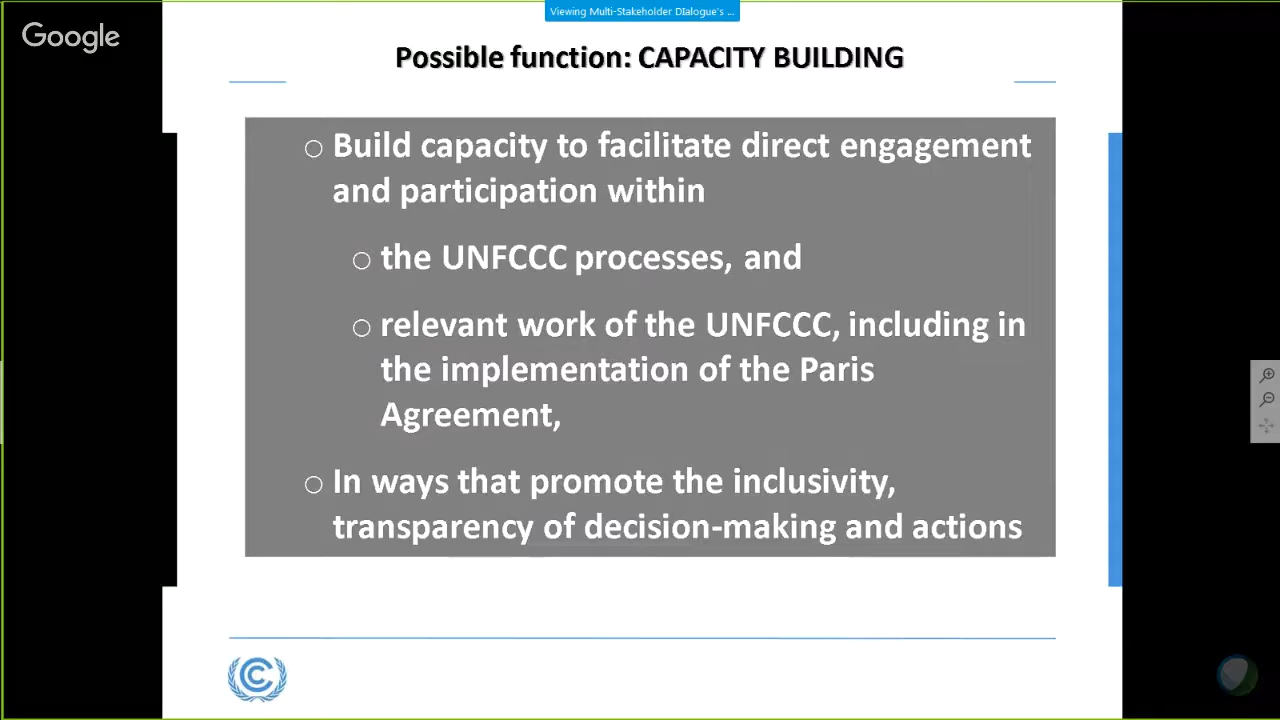 Viewing Multi-Stakeholder DIalogue's ...
Google
Possible function: CAPACITY BUILDING
○ Build capacity to facilitate direct engagement
and participation within
○ the UNFCCC processes, and
○ relevant work of the UNFCCC, including in
the implementation of the Paris
Agreement,
○ In ways that promote the inclusivity,
transparency of decision-making and actions